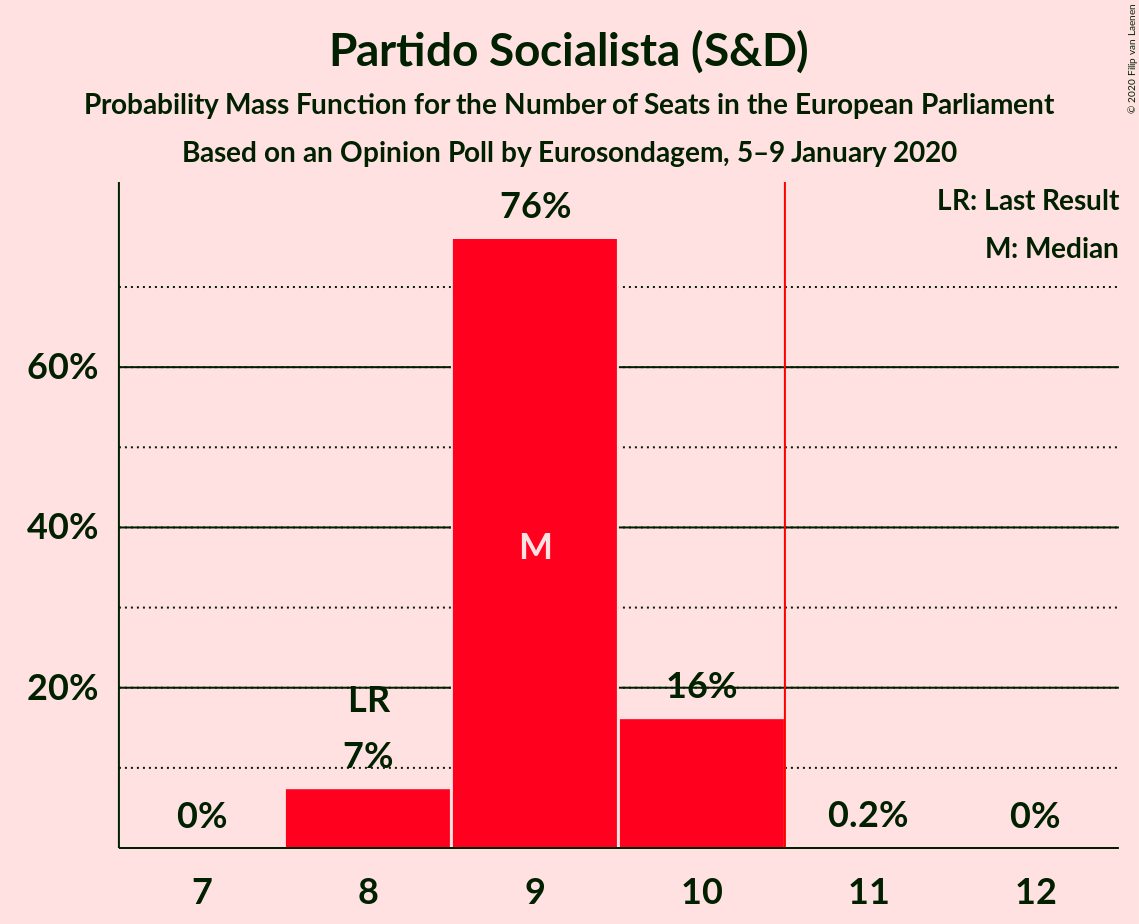 Partido Socialista (S&D)
Probability Mass Function for the Number of Seats in the European Parliament
Based on an Opinion Poll by Eurosondagem, 5–9 January 2020
© 2020 Filip van Laenen
LR: Last Result
M: Median
76%
60%
40%
M
20%
LR
16%
7%
0%
0.2%
0%
7 8 9 10 11 12